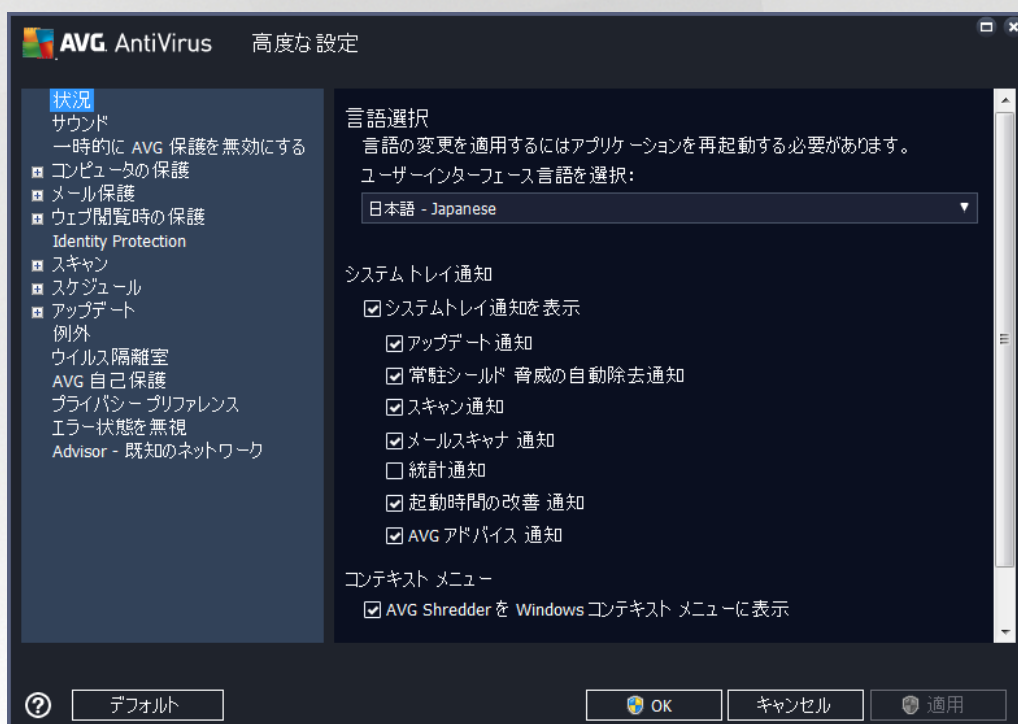 AVG. AntiVirus 高度な設定
状況
サウンド
一時的に AVG 保護を無効にする
コンピュータの保護
メール保護
ウェブ閲覧時の保護
Identity Protection
スキャン
スケジュール
アップデート
例外
ウイルス隔離室
AVG 自己保護
プライバシー プリファレンス
エラー状態を無視
Advisor - 既知のネットワーク
言語選択
言語の変更を適用するにはアプリケーションを再起動する必要があります。
ユーザーインターフェース言語を選択:
日本語 - Japanese
システムトレイ通知
システムトレイ通知を表示
アップデート通知
常駐シールド 脅威の自動除去通知
スキャン通知
メールスキャナ 通知
統計通知
起動時間の改善 通知
AVG アドバイス 通知
コンテキスト メニュー
AVG Shredder を Windows コンテキスト メニューに表示
? デフォルト OK キャンセル 適用